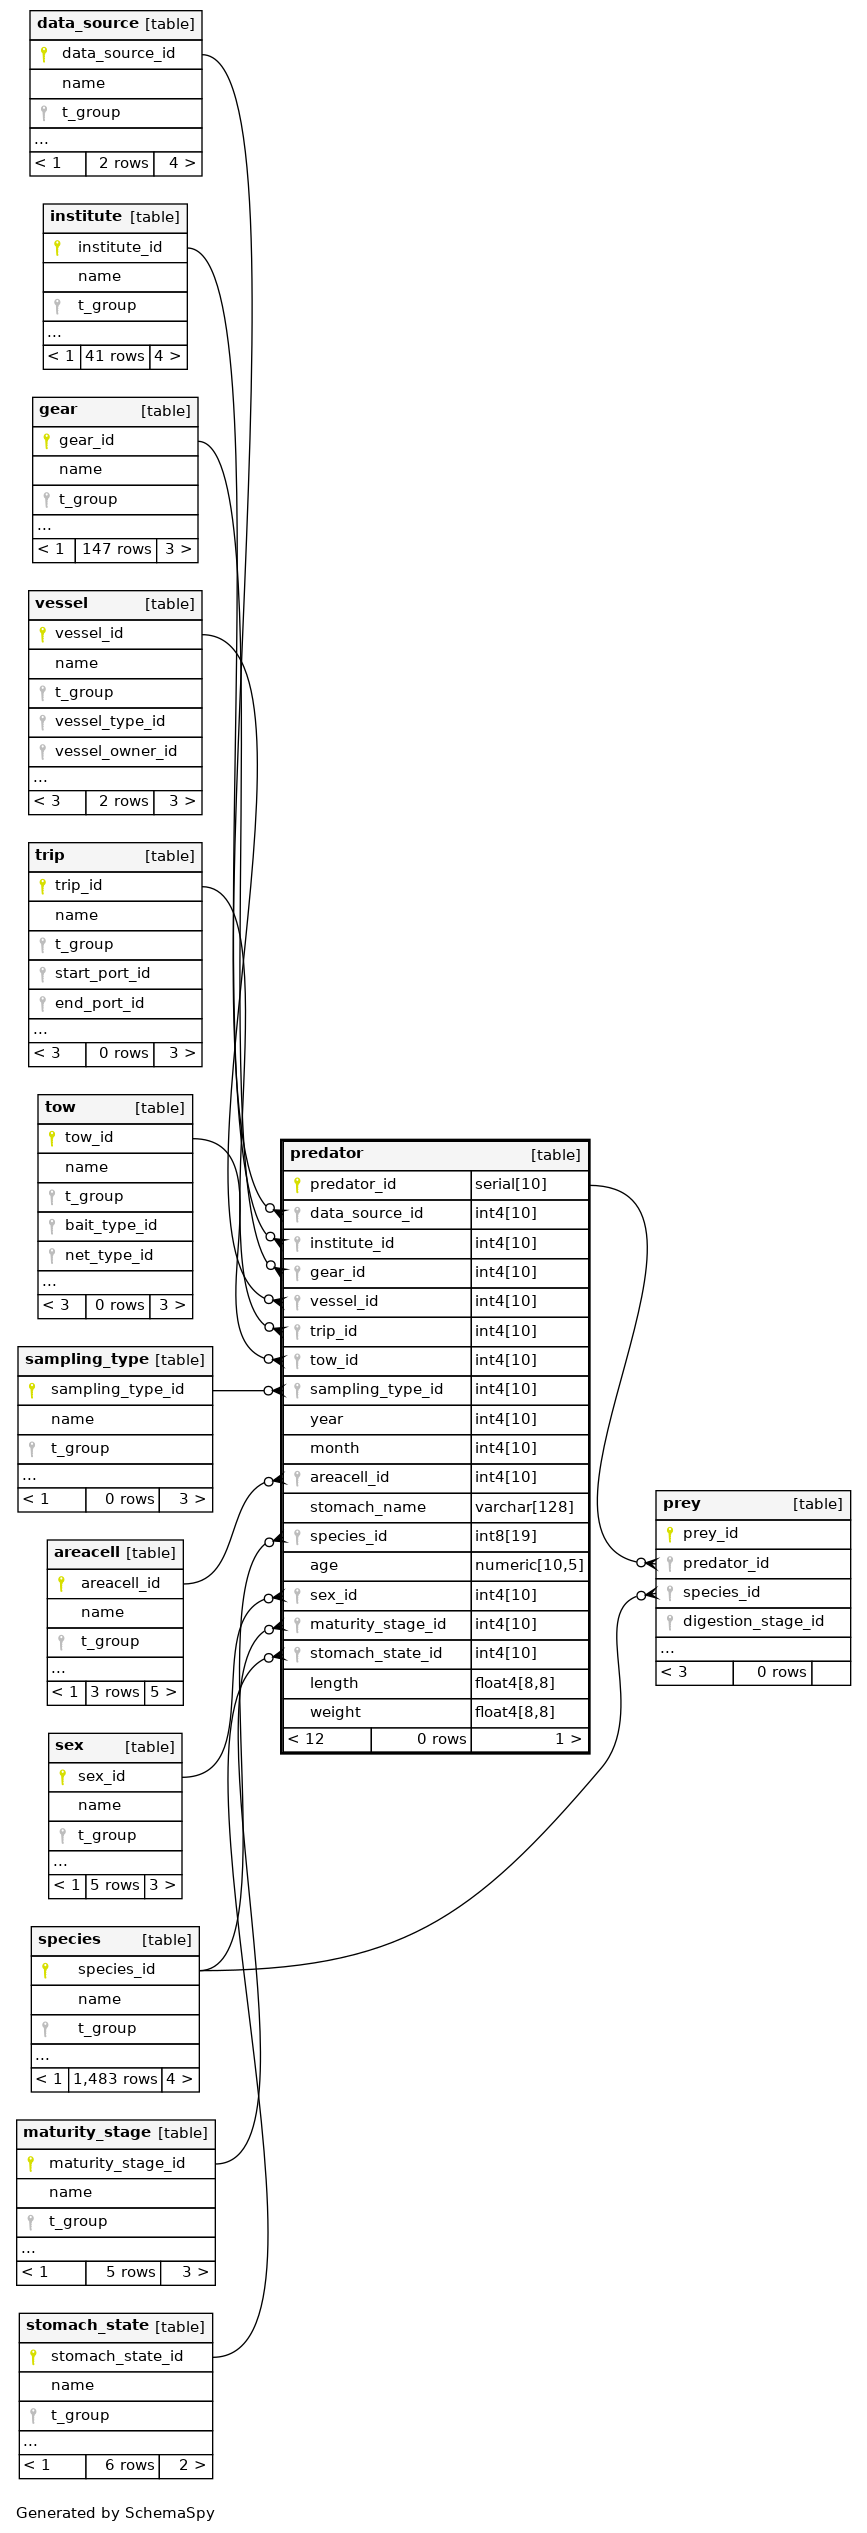 data_source [table]
data_source_id
name
t_group
...
< 1 2 rows 4 >
institute [table]
institute_id
name
t_group
...
< 1 41 rows 4 >
gear [table]
gear_id
name
t_group
...
< 1 147 rows 3 >
vessel [table]
vessel_id
name
t_group
vessel_type_id
vessel_owner_id
...
< 3 2 rows 3 >
trip [table]
trip_id
name
t_group
start_port_id
end_port_id
...
< 3 0 rows 3 >
tow [table]
tow_id
name
t_group
bait_type_id
net_type_id
...
< 3 0 rows 3 >
sampling_type [table]
sampling_type_id
name
t_group
...
< 1 0 rows 3 >
areacell [table]
areacell_id
name
t_group
...
< 1 3 rows 5 >
sex [table]
sex_id
name
t_group
...
< 1 5 rows 3 >
species [table]
species_id
name
t_group
...
< 1 1,483 rows 4 >
maturity_stage [table]
maturity_stage_id
name
t_group
...
< 1 5 rows 3 >
stomach_state [table]
stomach_state_id
name
t_group
...
< 1 6 rows 2 >
predator [table]
predator_id serial[10]
data_source_id int4[10]
institute_id int4[10]
gear_id int4[10]
vessel_id int4[10]
trip_id int4[10]
tow_id int4[10]
sampling_type_id int4[10]
year int4[10]
month int4[10]
areacell_id int4[10]
stomach_name varchar[128]
species_id int8[19]
age numeric[10,5]
sex_id int4[10]
maturity_stage_id int4[10]
stomach_state_id int4[10]
length float4[8,8]
weight float4[8,8]
< 12 0 rows 1 >
prey [table]
prey_id
predator_id
species_id
digestion_stage_id
...
< 3 0 rows
Generated by SchemaSpy